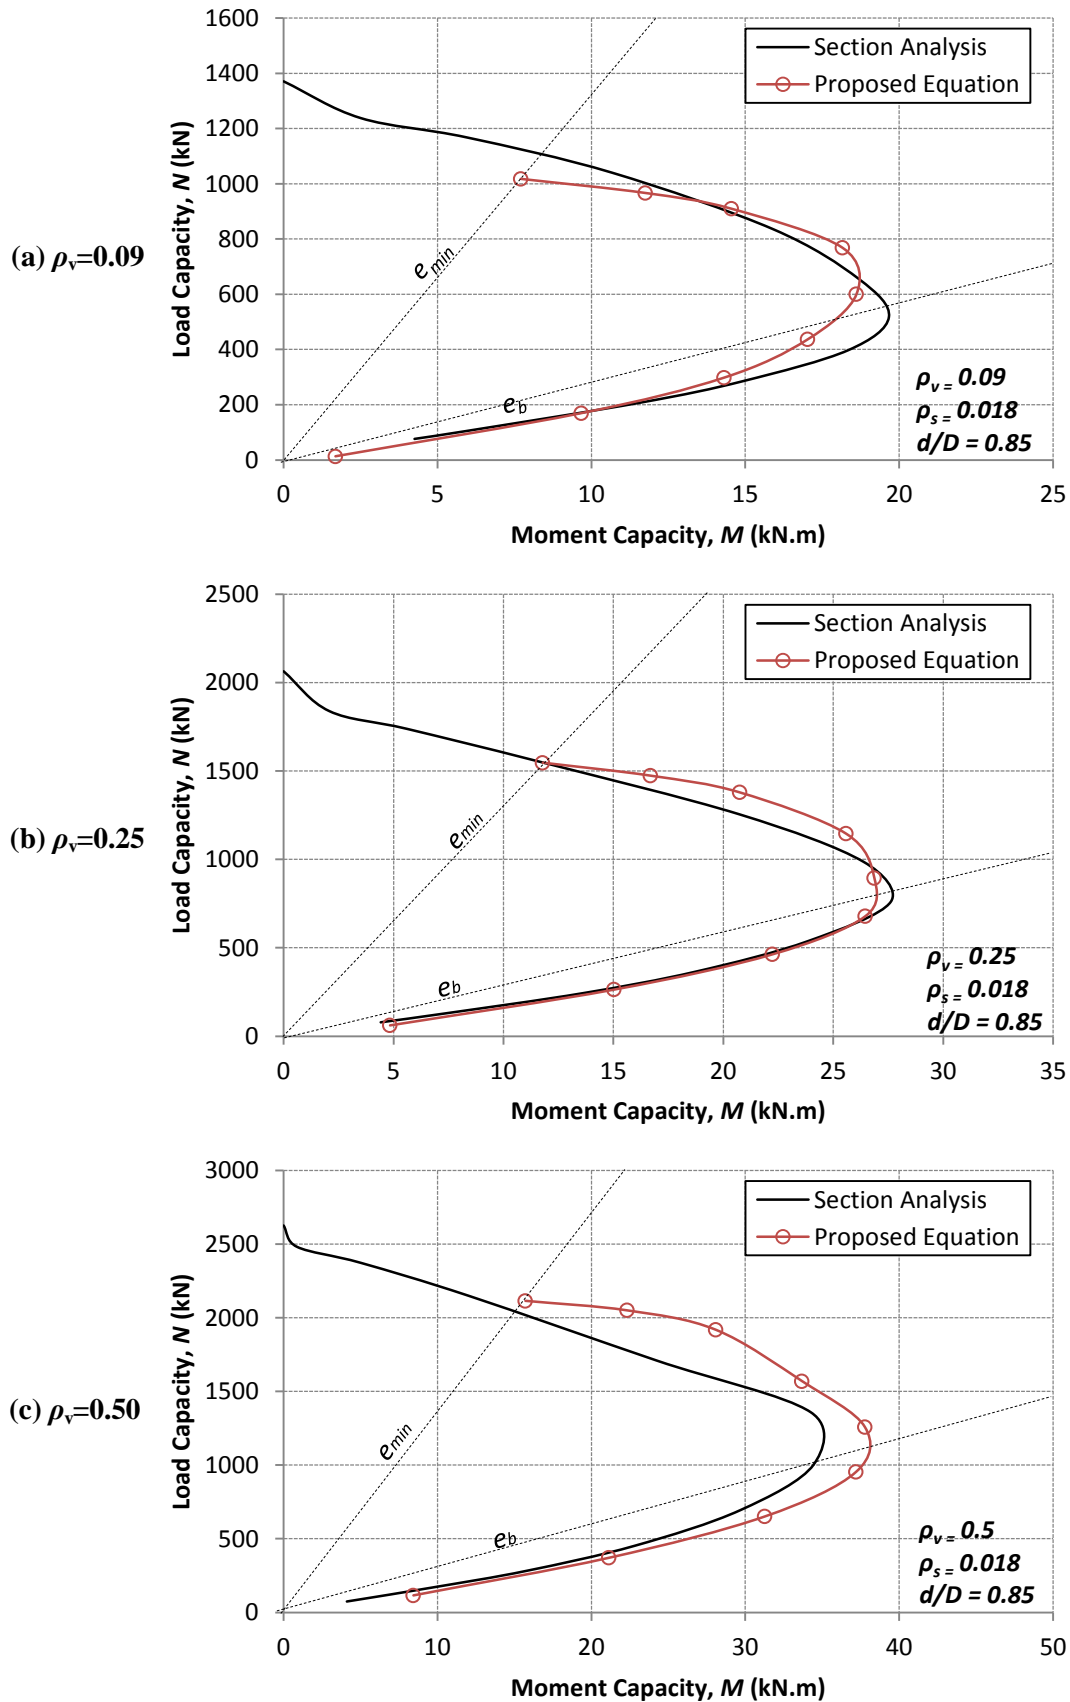 1600
1400
1200
1000
800
600
400
200
0
Load Capacity, N (kN)
Section Analysis
Proposed Equation
(a) ρv=0.09
emin
eb
ρv = 0.09
ρs = 0.018
d/D = 0.85
0 5 10 15 20 25
Moment Capacity, M (kN.m)
2500
2000
1500
1000
500
0
Load Capacity, N (kN)
Section Analysis
Proposed Equation
(b) ρv=0.25
emin
eb
ρv = 0.25
ρs = 0.018
d/D = 0.85
0 5 10 15 20 25 30 35
Moment Capacity, M (kN.m)
3000
2500
2000
1500
1000
500
0
Load Capacity, N (kN)
Section Analysis
Proposed Equation
(c) ρv=0.50
emin
eb
ρv = 0.5
ρs = 0.018
d/D = 0.85
0 10 20 30 40 50
Moment Capacity, M (kN.m)